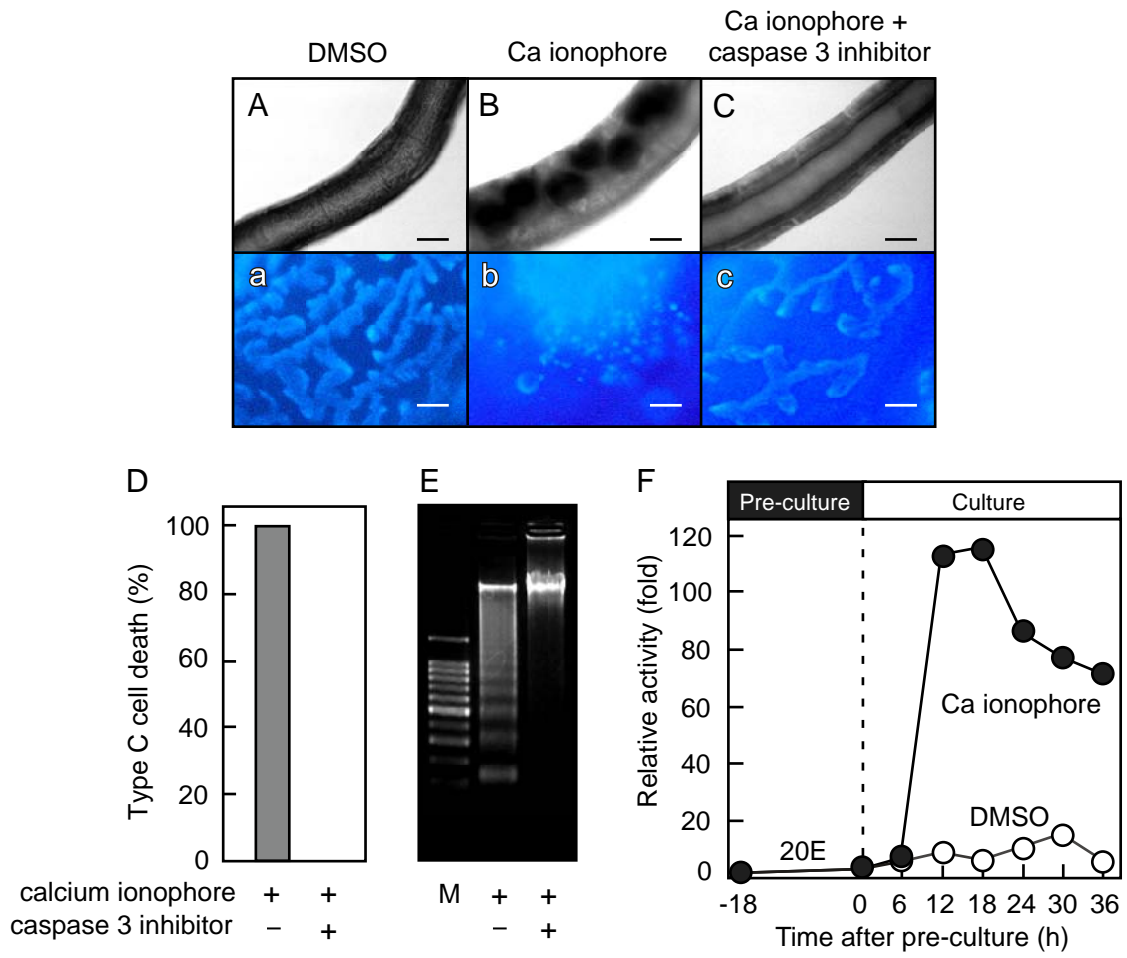 DMSO
Ca ionophore
Ca ionophore +
caspase 3 inhibitor
A
B
C
a
b
c
D
Type C cell death (%)
100
80
60
40
20
0
calcium ionophore + +
caspase 3 inhibitor − +
E
M + +
− +
F
Pre-culture
Culture
Relative activity (fold)
120
100
80
60
40
20
0
Ca ionophore
DMSO
20E
-18 0 6 12 18 24 30 36
Time after pre-culture (h)